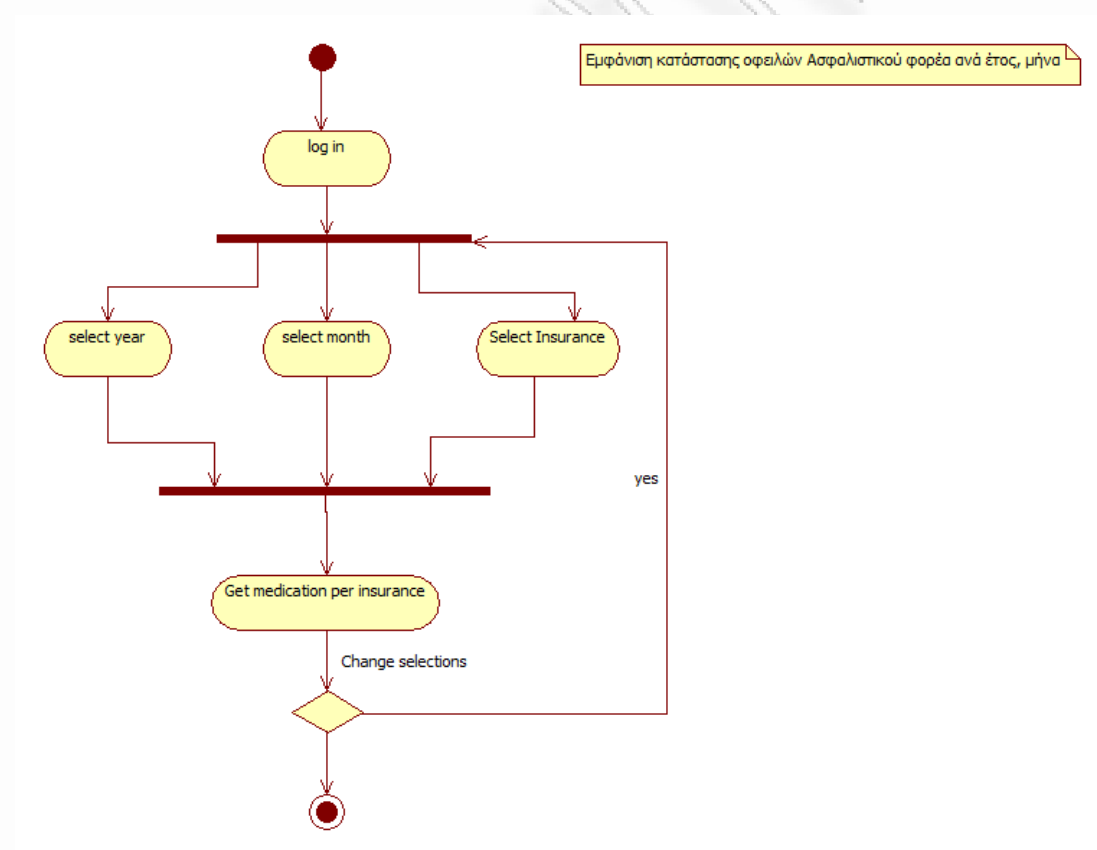 Εμφάνιση κατάστασης οφειλών Ασφαλιστικού φορέα ανά έτος, μήνα
log in
select year
select month
Select Insurance
yes
Get medication per insurance
Change selections